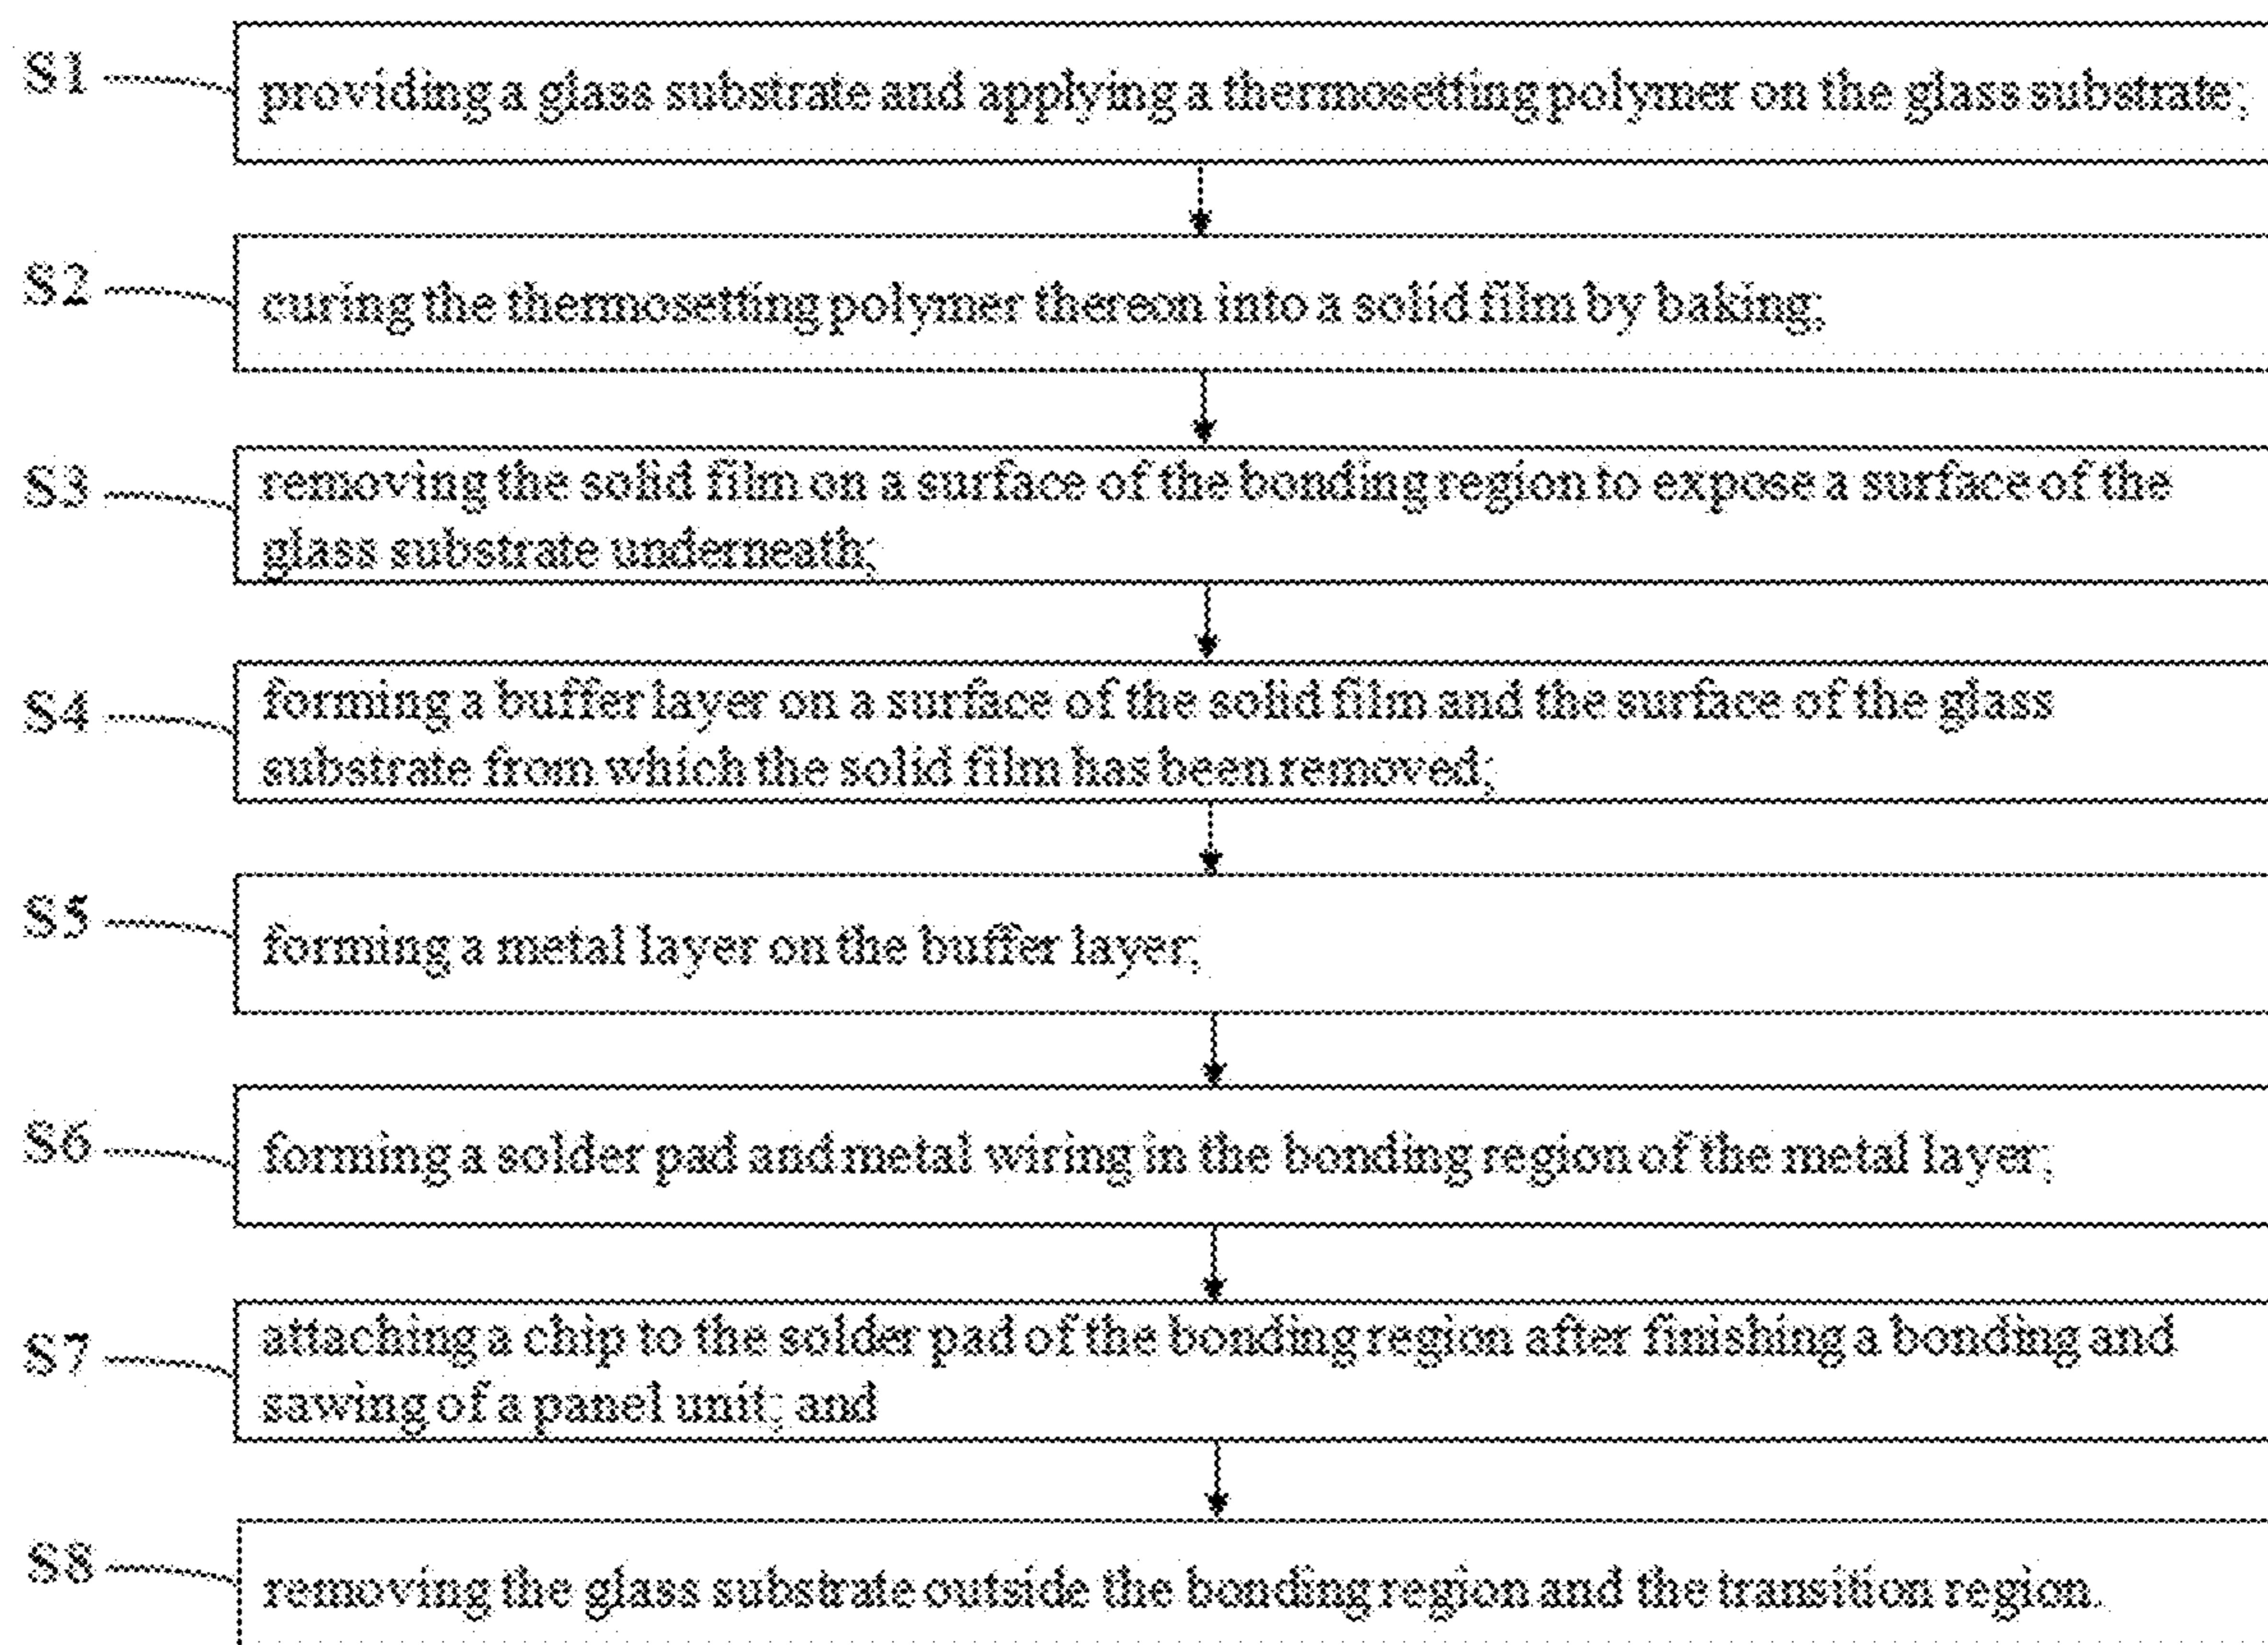 S1 providing a glass substrate and applying a thermosetting polymer on the glass substrate;
S2 curing the thermosetting polymer thereon into a solid film by baking;
S3 removing the solid film on a surface of the bonding region to expose a surface of the
glass substrate underneath;
S4 forming a buffer layer on a surface of the solid film and the surface of the glass
substrate from which the solid film has been removed;
S5 forming a metal layer on the buffer layer;
S6 forming a solder pad and metal wiring in the bonding region of the metal layer;
S7 attaching a chip to the solder pad of the bonding region after finishing a bonding and
sawing of a panel unit; and
S8 removing the glass substrate outside the bonding region and the transition region.